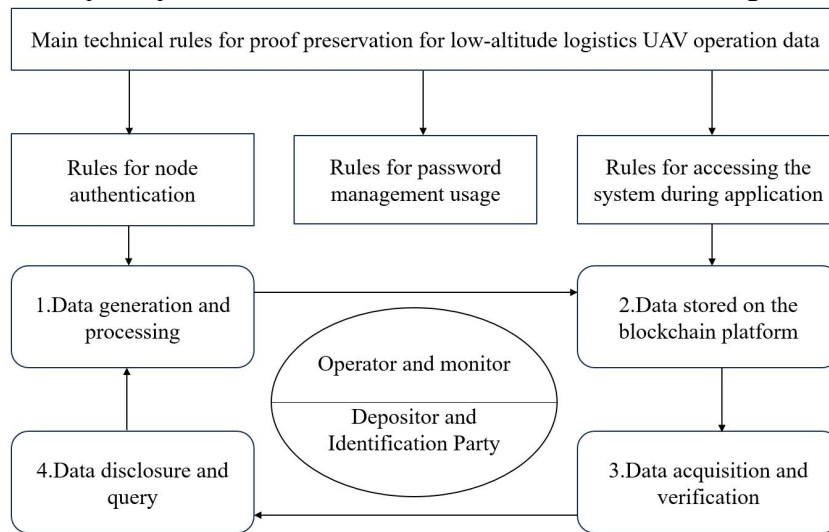 Main technical rules for proof preservation for low-altitude logistics UAV operation data
Rules for node
authentication
Rules for password
management usage
Rules for accessing the
system during application
1.Data generation and
processing
2.Data stored on the
blockchain platform
Operator and monitor
Depositor and
Identification Party
4.Data disclosure and
query
3.Data acquisition and
verification